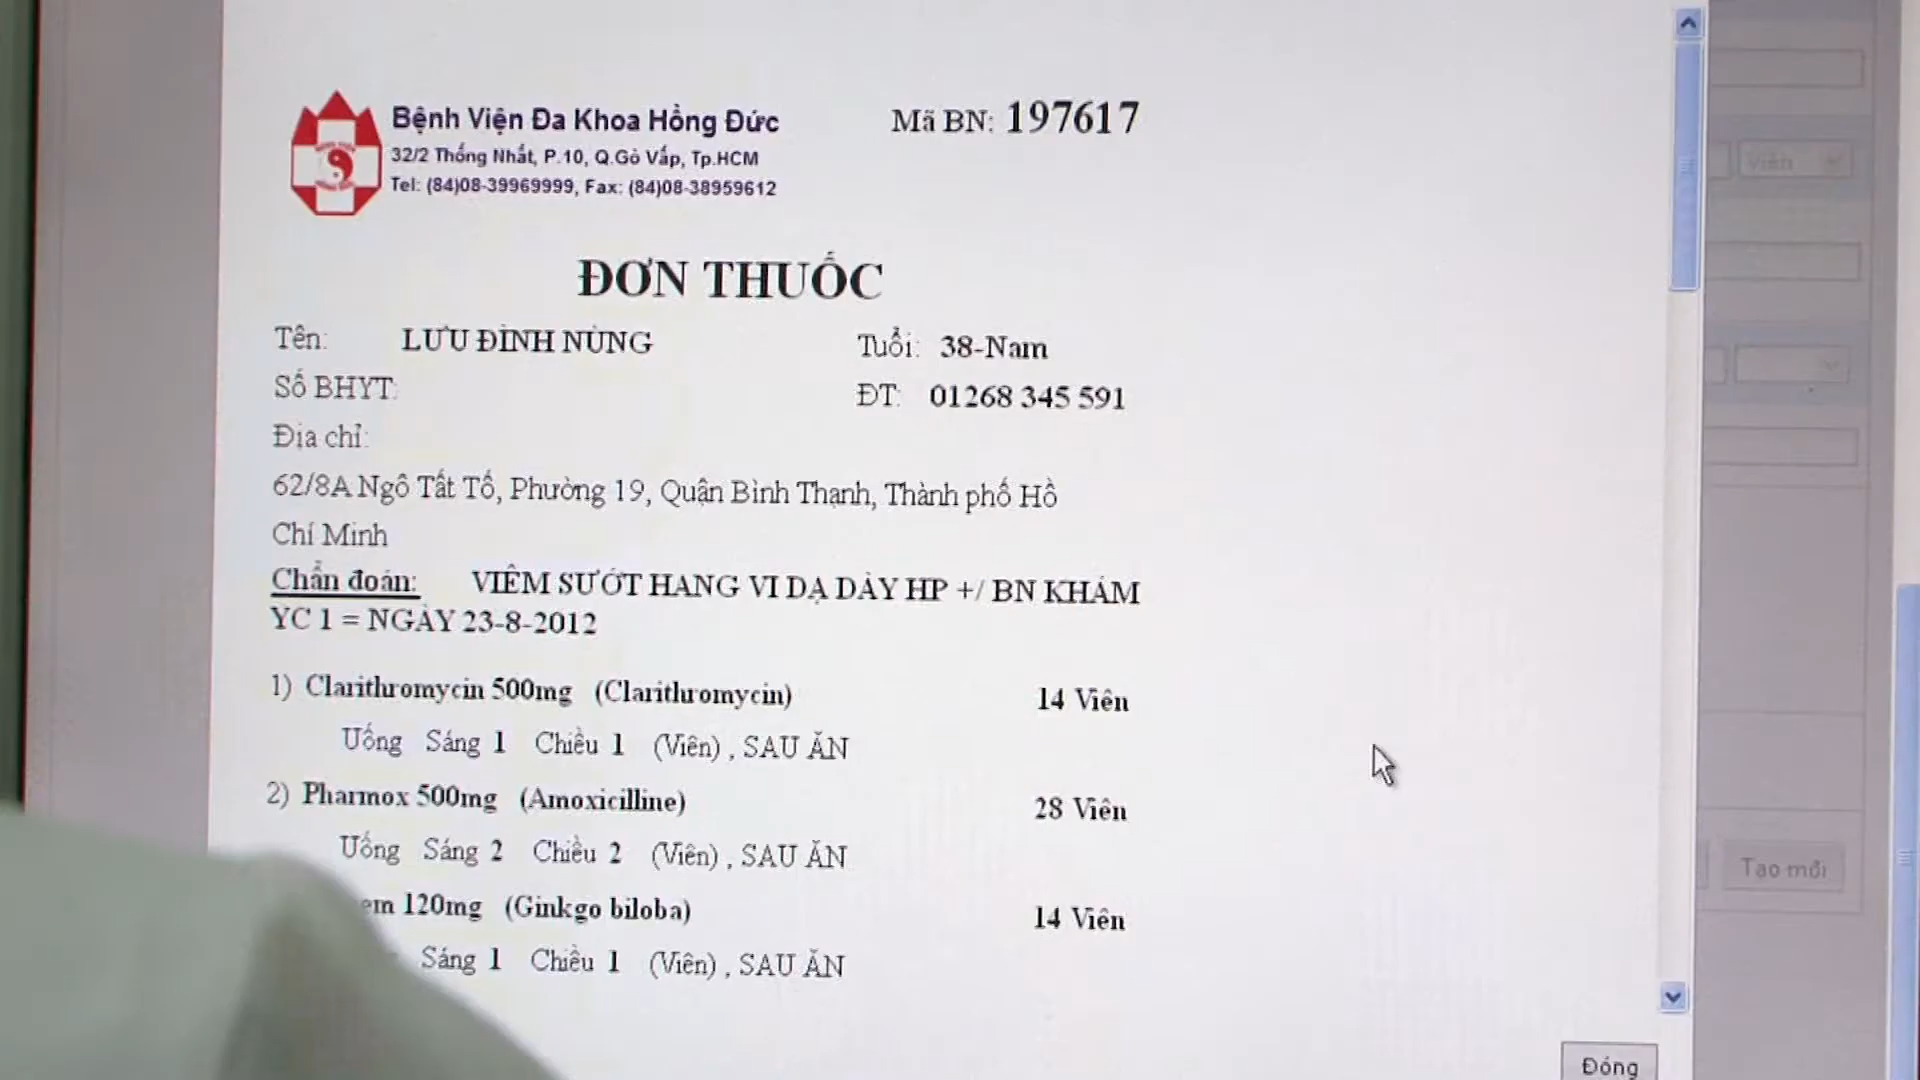 Bệnh Viện Đa Khoa Hồng Đức
32/2 Thống Nhất, P.10, Q.Gò Vấp, Tp.HCM
Tel: (84)08-39969999, Fax: (84)08-38959612
Mã BN: 197617
ĐƠN THUỐC
Tên: LƯU ĐÌNH NÙNG
Tuổi: 38-Nam
Số BHYT:
ĐT: 01268 345 591
Địa chỉ:
62/8A Ngô Tất Tố, Phường 19, Quận Bình Thạnh, Thành phố Hồ
Chí Minh
Chẩn đoán: VIÊM SƯỚT HANG VI DẠ DÀY HP +/ BN KHÁM
YC 1 = NGÀY 23-8-2012
1) Clarithromycin 500mg (Clarithromycin) 14 Viên
Uống Sáng 1 Chiều 1 (Viên) , SAU ĂN
2) Pharmox 500mg (Amoxicilline) 28 Viên
Uống Sáng 2 Chiều 2 (Viên) , SAU ĂN
120mg (Ginkgo biloba) 14 Viên
Sáng 1 Chiều 1 (Viên) , SAU ĂN
Viên
Tạo mới
Đóng